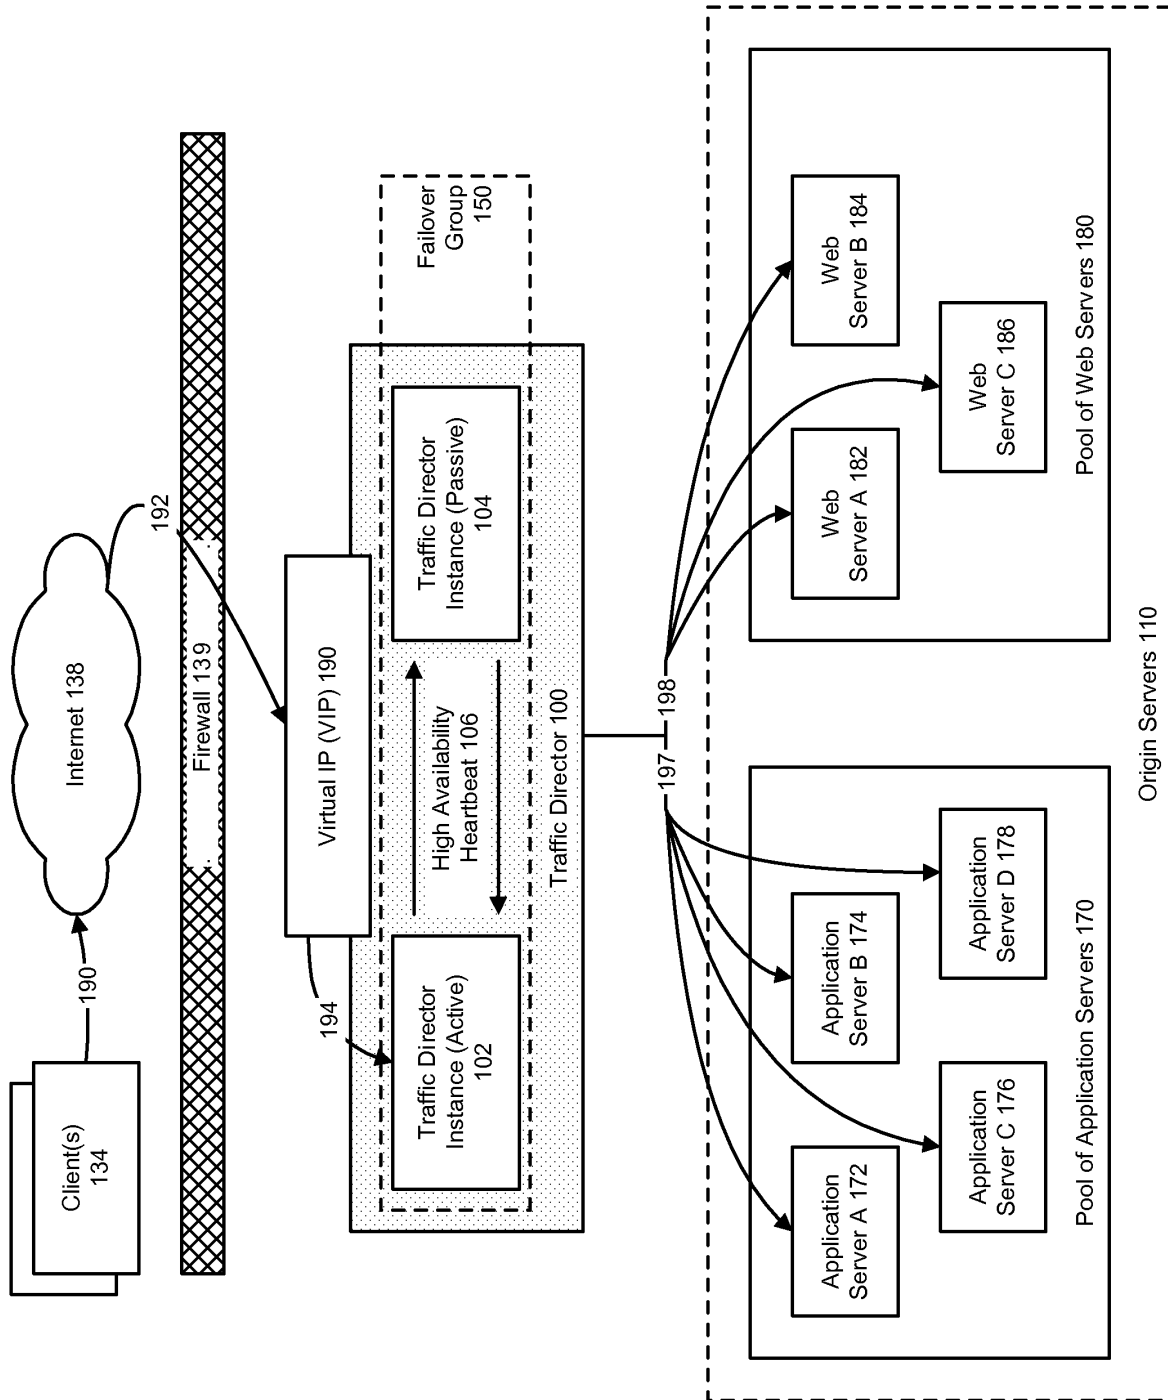 Client(s)
134
190
Internet 138
192
Firewall 139
Virtual IP (VIP) 190
194
Traffic Director
Instance (Active)
102
High Availability
Heartbeat 106
Traffic Director
Instance (Passive)
104
Failover
Group
150
Traffic Director 100
197
198
Application
Server A 172
Application
Server B 174
Application
Server C 176
Application
Server D 178
Pool of Application Servers 170
Web
Server A 182
Web
Server B 184
Web
Server C 186
Pool of Web Servers 180
Origin Servers 110